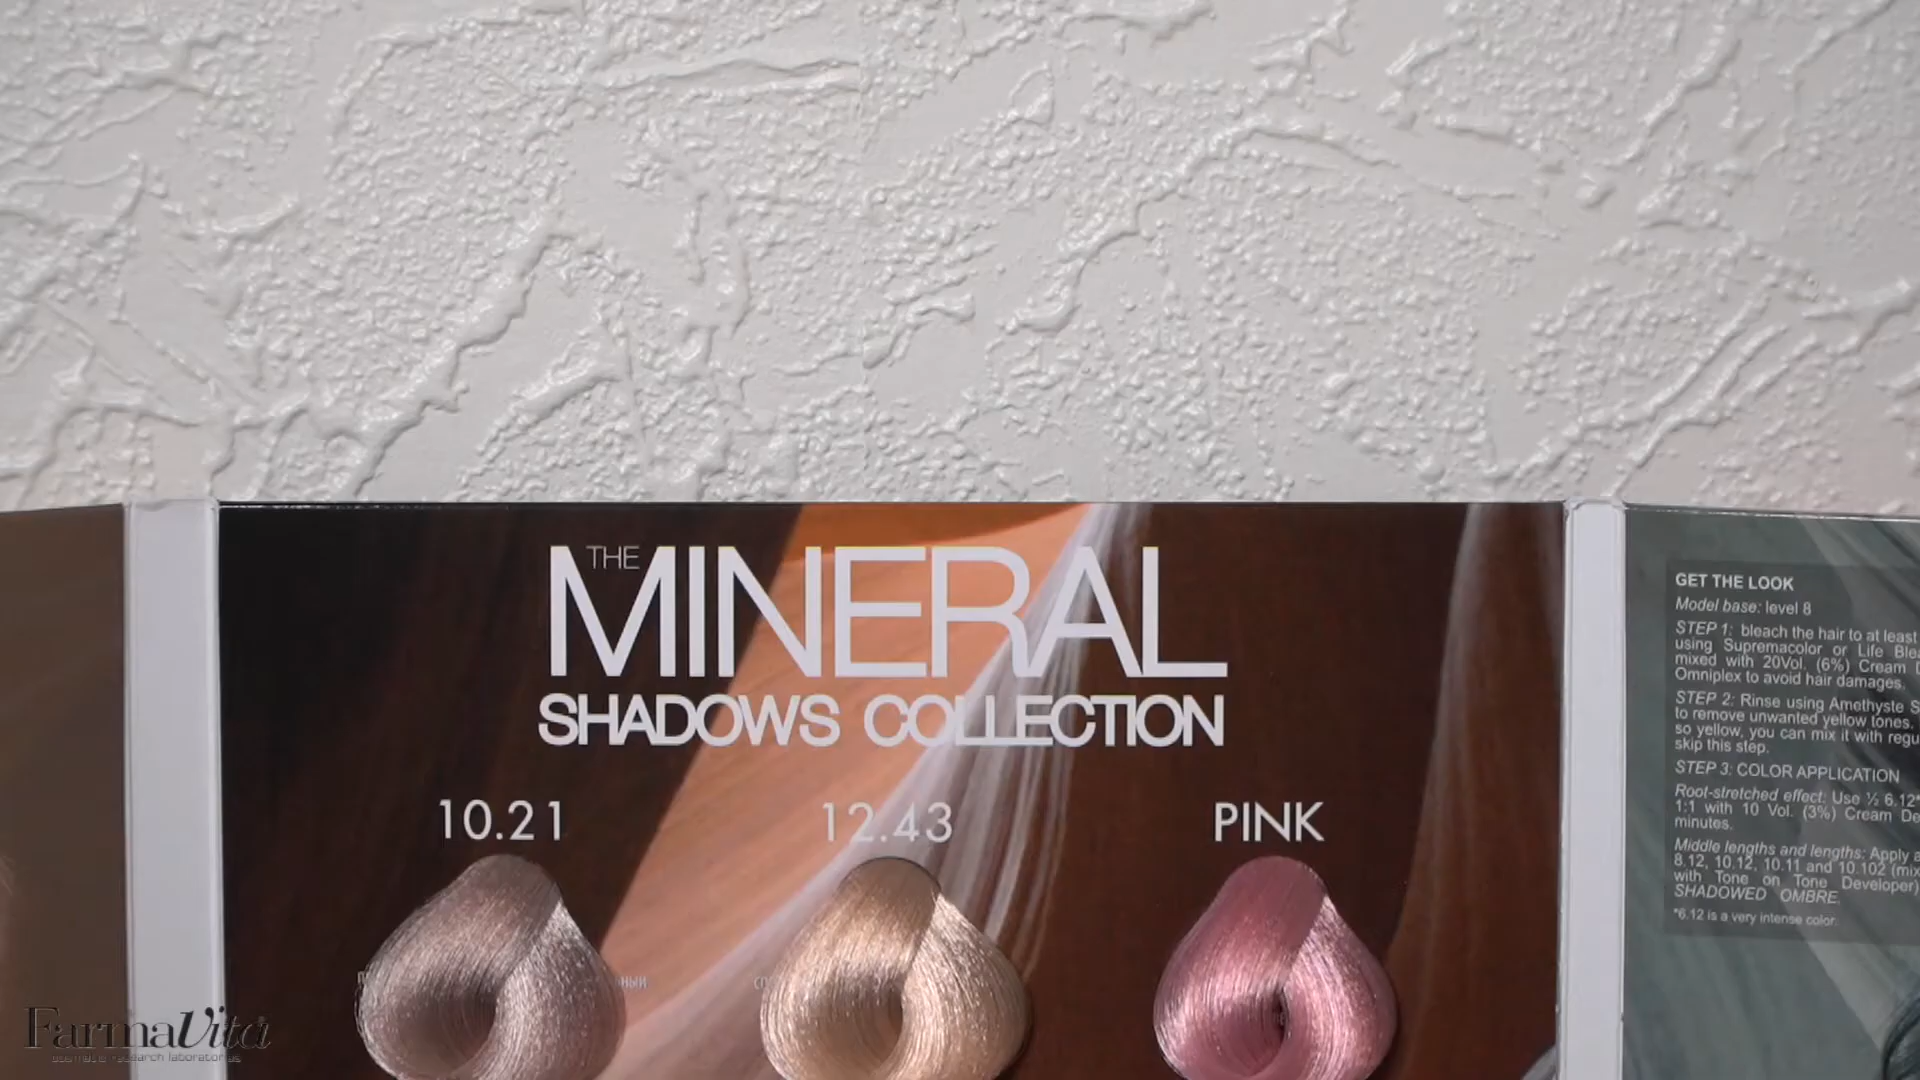 THE
MINERAL
SHADOWS COLLECTION
10.21 12.43 PINK
GET THE LOOK
Model base: level 8
STEP 1: bleach the hair to at least
using Supremacolor or Life
mixed with 20Vol. (6%) Cream
Omniplex to avoid hair damages.
STEP 2: Rinse using Amethyste
to remove unwanted yellow tones.
so yellow, you can mix it with
skip this step.
STEP 3: COLOR APPLICATION
Root-stretched effect: Use ½ 6.12*
1:1 with 10 Vol. (3%) Cream
minutes.
Middle lengths and lengths: Apply
8.12, 10.12, 10.11 and 10.102
with Tone on Tone Developer)
SHADOWED OMBRE.
*6.12 is a very intense color.
FarmaVita
cosmetic research laboratories